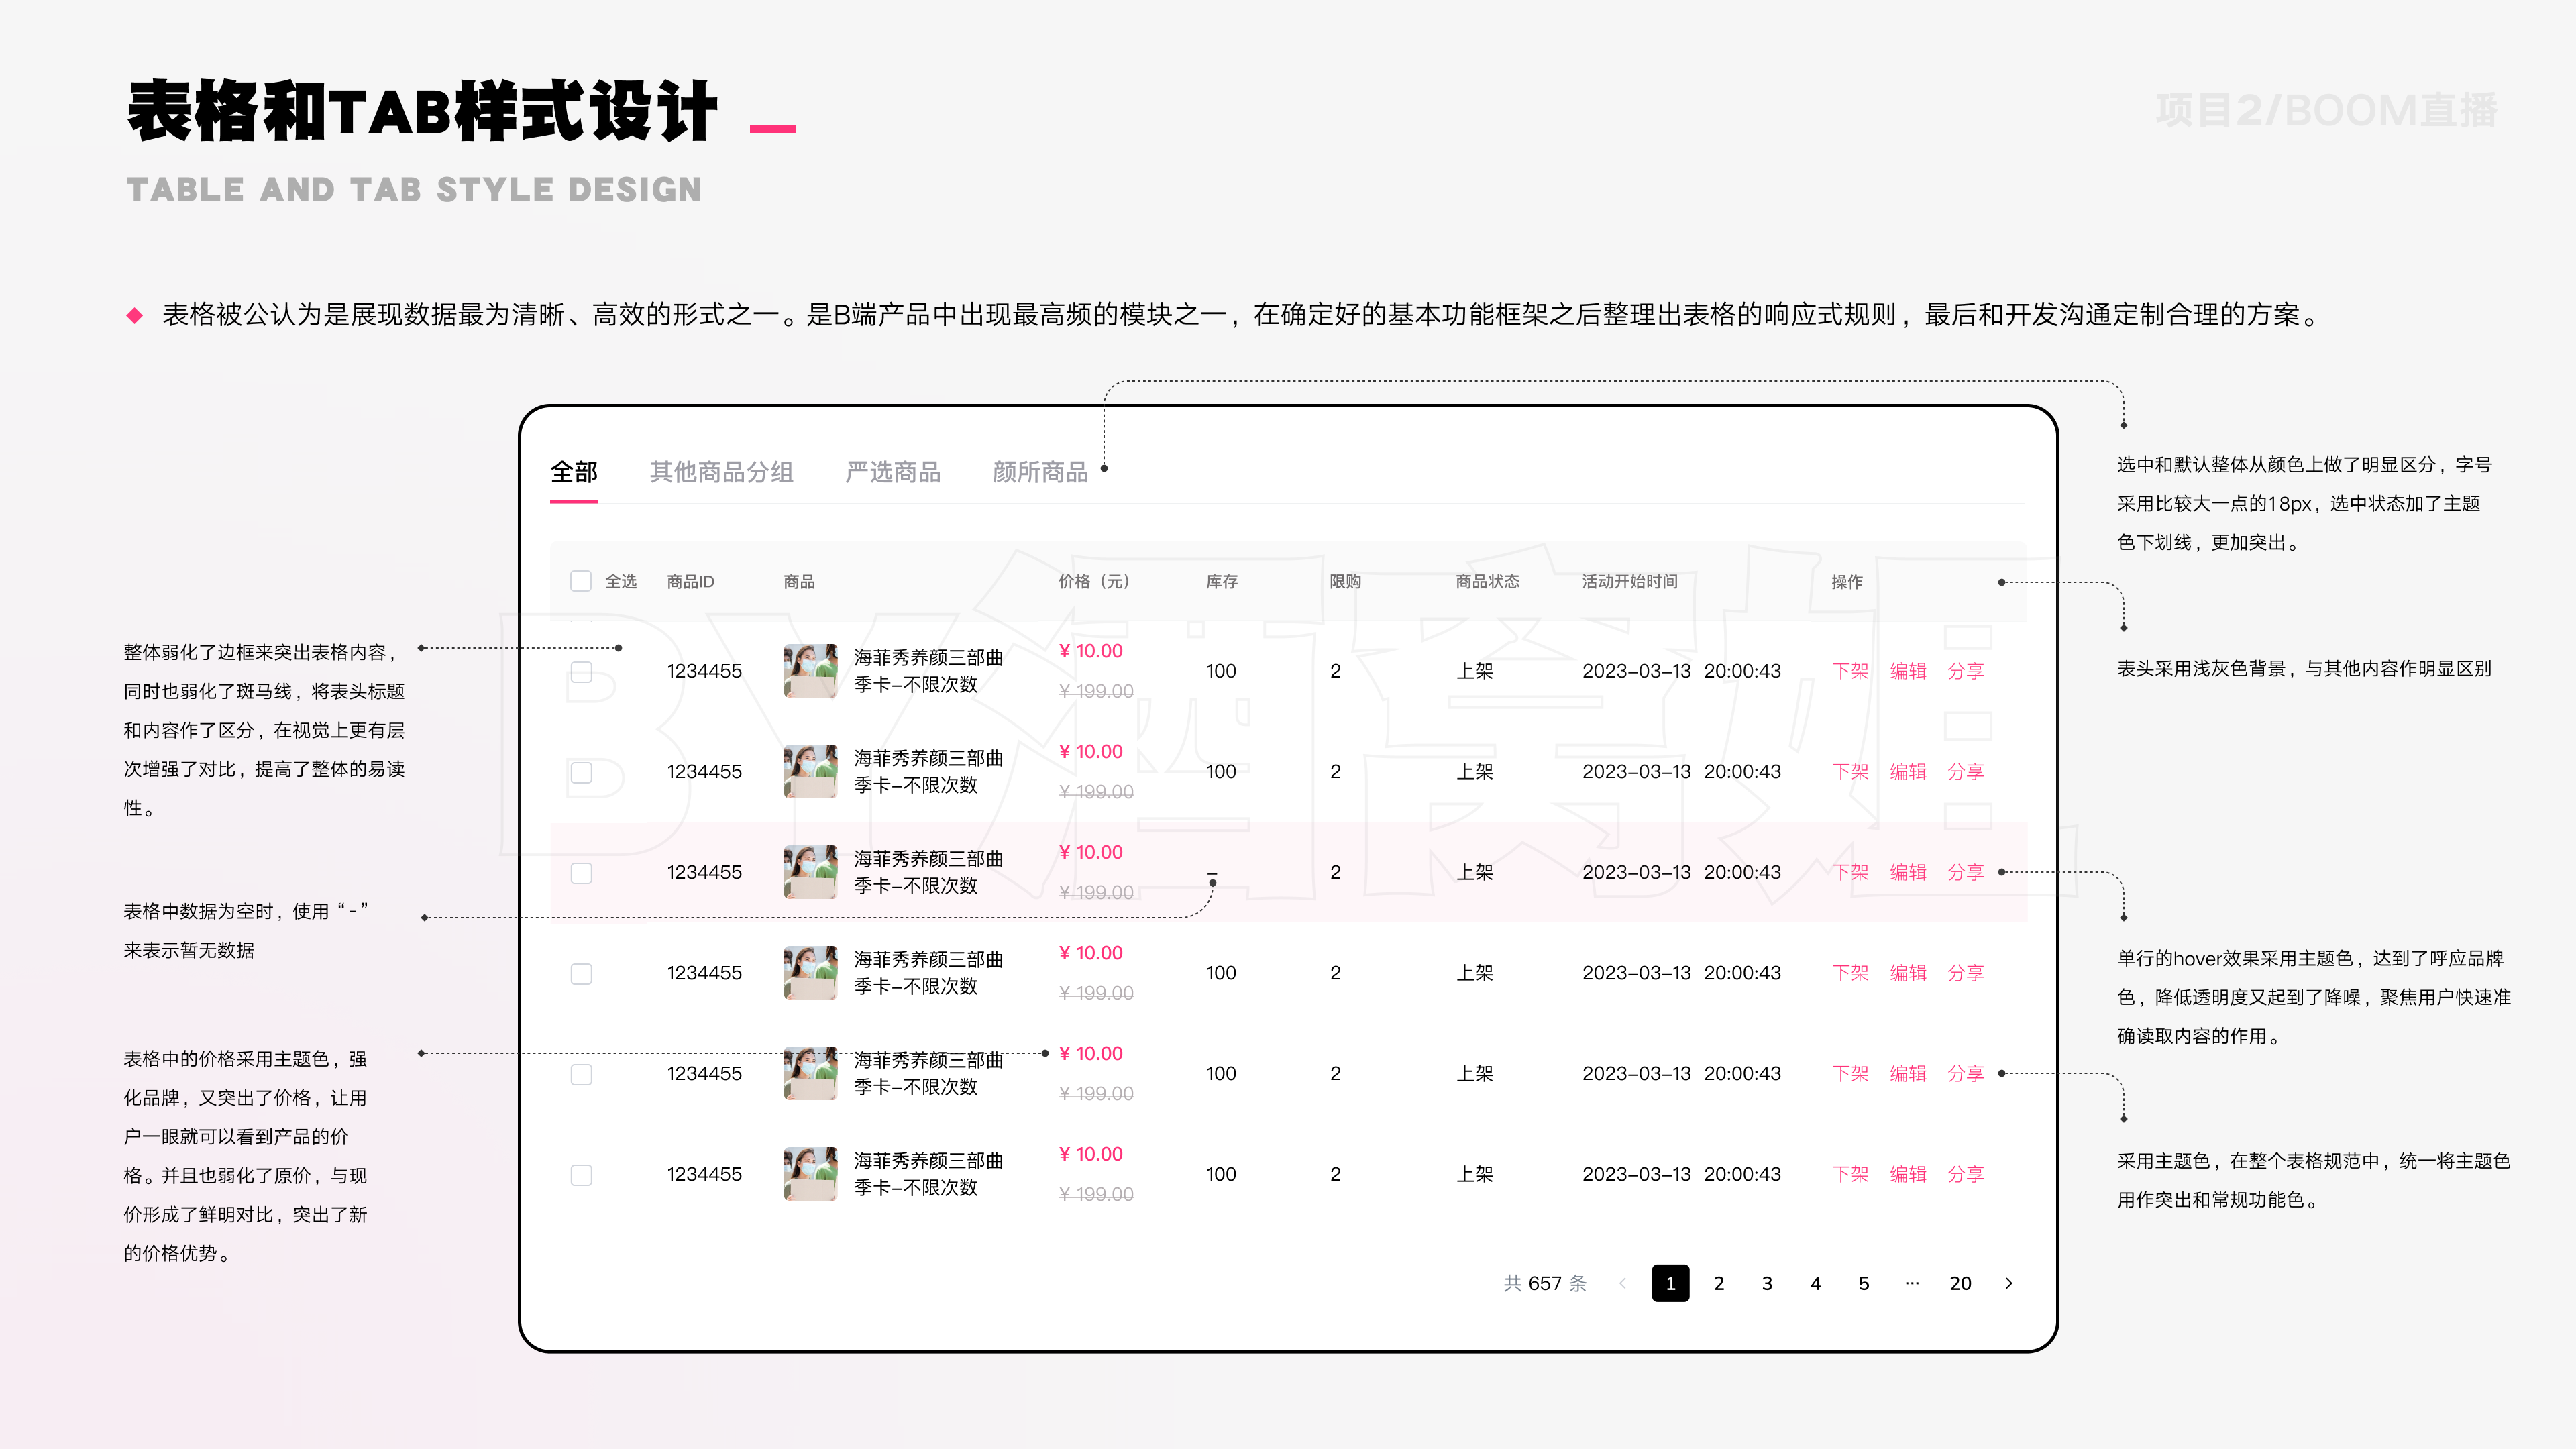 表格和TAB样式设计
项目2/BOOM直播
TABLE AND TAB STYLE DESIGN
表格被公认为是展现数据最为清晰、高效的形式之一。是B端产品中出现最高频的模块之一，在确定好的基本功能框架之后整理出表格的响应式规则，最后和开发沟通定制合理的方案。
全部 其他商品分组 严选商品 颜所商品
全选 商品ID 商品 价格（元） 库存 限购 商品状态 活动开始时间 操作
海菲秀养颜三部曲 ¥ 10.00
1234455 100 2 上架 2023-03-13 20:00:43 下架 编辑 分享
季卡-不限次数 ¥ 199.00
海菲秀养颜三部曲 ¥ 10.00
1234455 100 2 上架 2023-03-13 20:00:43 下架 编辑 分享
季卡-不限次数 ¥ 199.00
海菲秀养颜三部曲 ¥ 10.00
1234455 - 2 上架 2023-03-13 20:00:43 下架 编辑 分享
季卡-不限次数 ¥ 199.00
海菲秀养颜三部曲 ¥ 10.00
1234455 100 2 上架 2023-03-13 20:00:43 下架 编辑 分享
季卡-不限次数 ¥ 199.00
海菲秀养颜三部曲 ¥ 10.00
1234455 100 2 上架 2023-03-13 20:00:43 下架 编辑 分享
季卡-不限次数 ¥ 199.00
海菲秀养颜三部曲 ¥ 10.00
1234455 100 2 上架 2023-03-13 20:00:43 下架 编辑 分享
季卡-不限次数 ¥ 199.00
共 657 条 < 1 2 3 4 5 ··· 20 >
BY酒窝姐
整体弱化了边框来突出表格内容，
同时也弱化了斑马线，将表头标题
和内容作了区分，在视觉上更有层
次增强了对比，提高了整体的易读
性。
表格中数据为空时，使用“-”
来表示暂无数据
表格中的价格采用主题色，强
化品牌，又突出了价格，让用
户一眼就可以看到产品的价
格。并且也弱化了原价，与现
价形成了鲜明对比，突出了新
的价格优势。
选中和默认整体从颜色上做了明显区分，字号
采用比较大一点的18px，选中状态加了主题
色下划线，更加突出。
表头采用浅灰色背景，与其他内容作明显区别
单行的hover效果采用主题色，达到了呼应品牌
色，降低透明度又起到了降噪，聚焦用户快速准
确读取内容的作用。
采用主题色，在整个表格规范中，统一将主题色
用作突出和常规功能色。